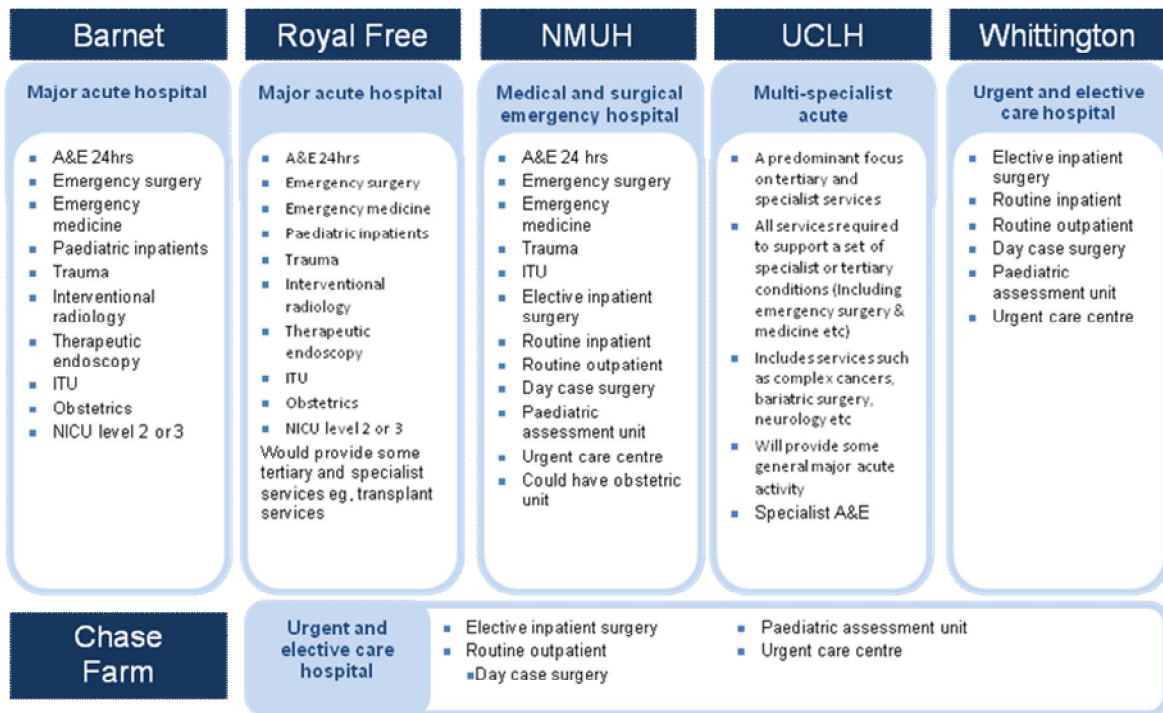 Barnet
Major acute hospital
A&E 24hrs
Emergency surgery
Emergency
medicine
Paediatric inpatients
Trauma
Interventional
radiology
Therapeutic
endoscopy
ITU
Obstetrics
NICU level 2 or 3
Royal Free
Major acute hospital
A&E 24hrs
Emergency surgery
Emergency medicine
Paediatric inpatients
Trauma
Interventional
radiology
Therapeutic
endoscopy
ITU
Obstetrics
NICU level 2 or 3
Would provide some
tertiary and specialist
services eg, transplant
services
NMUH
Medical and surgical
emergency hospital
A&E 24 hrs
Emergency surgery
Emergency
medicine
Trauma
ITU
Elective inpatient
surgery
Routine inpatient
Routine outpatient
Day case surgery
Paediatric
assessment unit
Urgent care centre
Could have obstetric
unit
UCLH
Multi-specialist
acute
A predominant focus
on tertiary and
specialist services
All services required
to support a set of
specialist or tertiary
conditions (Including
emergency surgery &
medicine etc)
Includes services such
as complex cancers,
bariatric surgery,
neurology etc
Will provide some
general major acute
activity
Specialist A&E
Whittington
Urgent and elective
care hospital
Elective inpatient
surgery
Routine inpatient
Routine outpatient
Day case surgery
Paediatric
assessment unit
Urgent care centre
Chase
Farm
Urgent and
elective care
hospital
Elective inpatient surgery
Routine outpatient
Day case surgery
Paediatric assessment unit
Urgent care centre